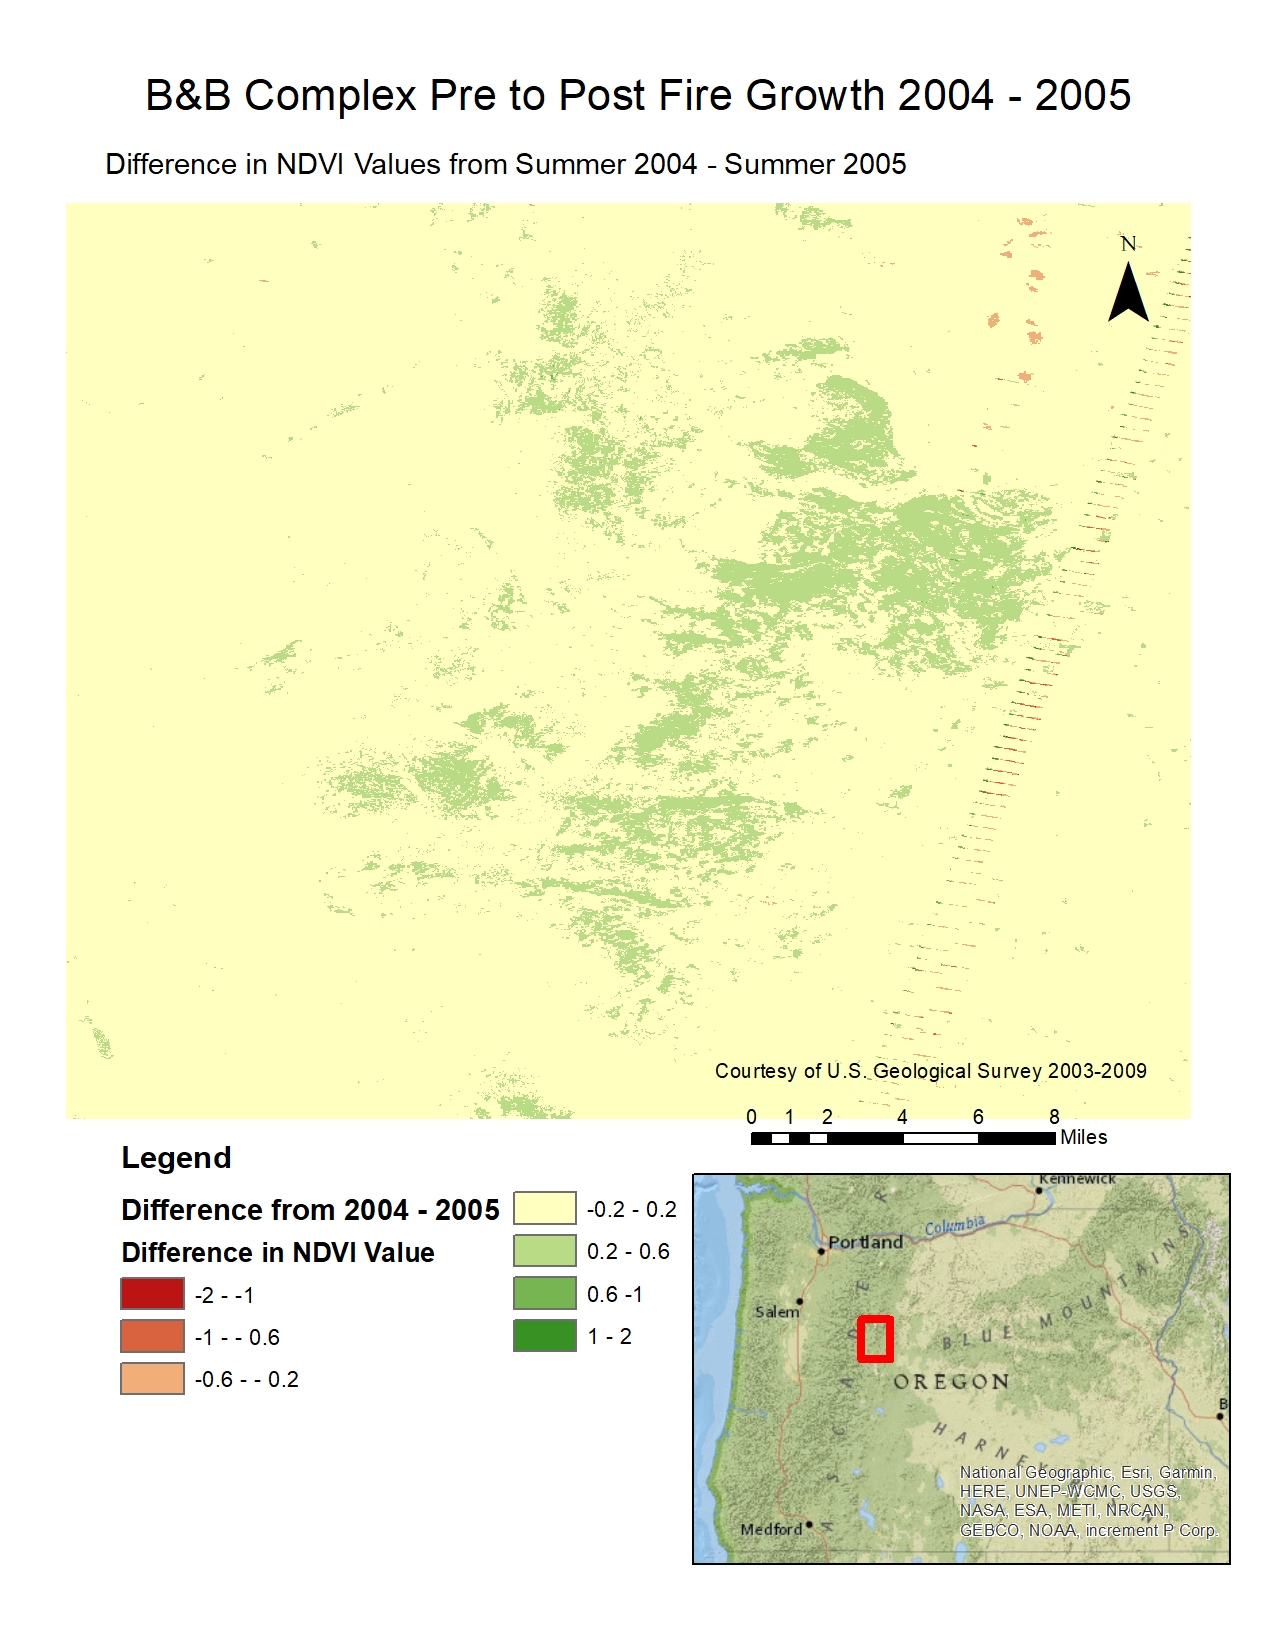 B&B Complex Pre to Post Fire Growth 2004 - 2005
Difference in NDVI Values from Summer 2004 - Summer 2005
N
Courtesy of U.S. Geological Survey 2003-2009
0 1 2 4 6 8
Miles
Legend
Difference from 2004 - 2005
Difference in NDVI Value
-2 - -1
-1 - - 0.6
-0.6 - - 0.2
-0.2 - 0.2
0.2 - 0.6
0.6 -1
1 - 2
Kennewick
Columbia
Portland
Salem
BLUE MOUNTAINS
OREGON
HARNEY
Medford
B
National Geographic, Esri, Garmin,
HERE, UNEP-WCMC, USGS,
NASA, ESA, METI, NRCAN,
GEBCO, NOAA, increment P Corp.